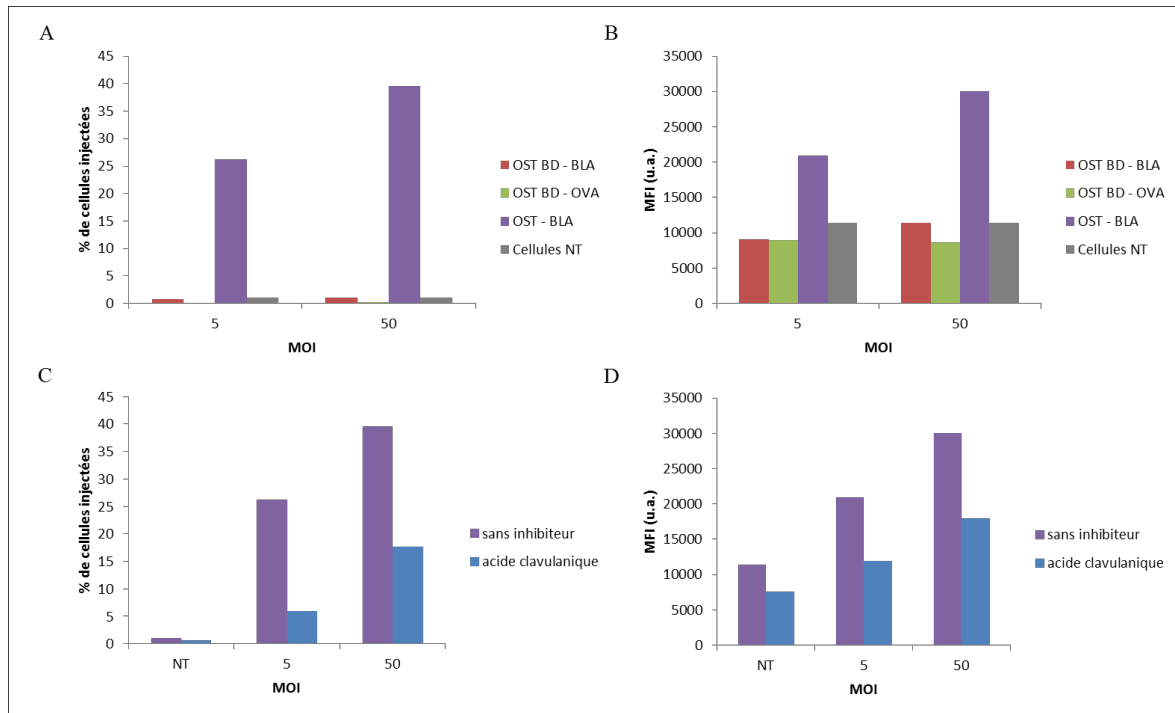 A
45
40
35
30
25
20
15
10
5
0
% de cellules injectées
5
50
MOI
OST BD - BLA
OST BD - OVA
OST - BLA
Cellules NT
B
35000
30000
25000
20000
15000
10000
5000
0
MFI (u.a.)
5
50
MOI
OST BD - BLA
OST BD - OVA
OST - BLA
Cellules NT
C
45
40
35
30
25
20
15
10
5
0
% de cellules injectées
NT
5
50
MOI
sans inhibiteur
acide clavulanique
D
35000
30000
25000
20000
15000
10000
5000
0
MFI (u.a.)
NT
5
50
MOI
sans inhibiteur
acide clavulanique